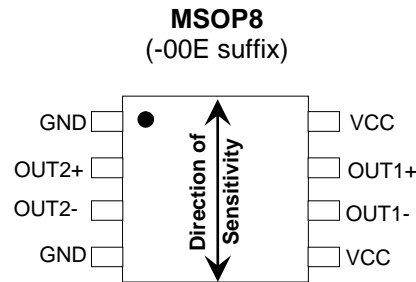 MSOP8
(-00E suffix)
GND
OUT2+
OUT2-
GND
Direction of
Sensitivity
VCC
OUT1+
OUT1-
VCC